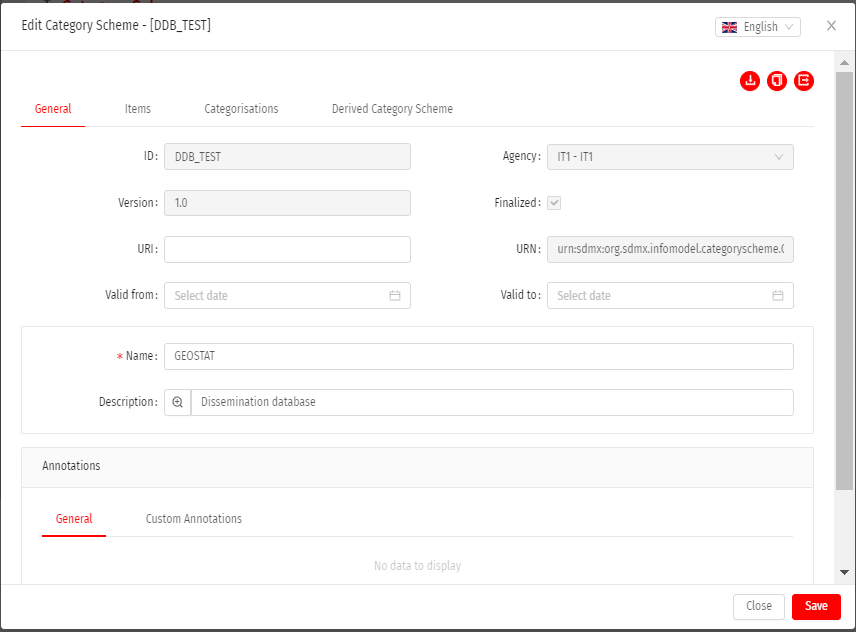 Edit Category Scheme - [DDB_TEST]
English
General Items Categorisations Derived Category Scheme
ID: DDB_TEST Agency: IT1 - IT1
Version: 1.0 Finalized:
URI: URN: urn:sdmx:org.sdmx.infomodel.categoryscheme.
Valid from: Select date Valid to: Select date
* Name: GEOSTAT
Description: Dissemination database
Annotations
General Custom Annotations
No data to display
Close Save